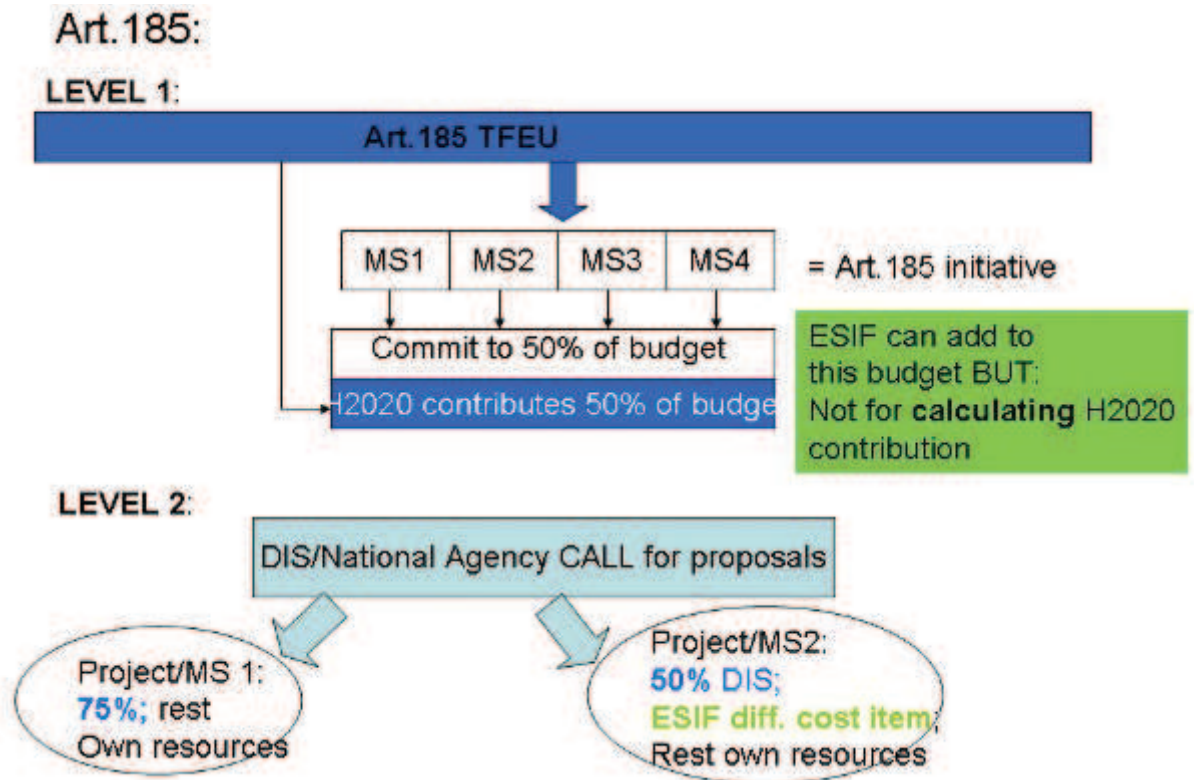 Art.185:
LEVEL 1:
Art.185 TFEU
MS1 MS2 MS3 MS4
= Art.185 initiative
Commit to 50% of budget
H2020 contributes 50% of budge
ESIF can add to
this budget BUT:
Not for calculating H2020
contribution
LEVEL 2:
DIS/National Agency CALL for proposals
Project/MS 1:
75%; rest
Own resources
Project/MS2:
50% DIS;
ESIF diff. cost item;
Rest own resources